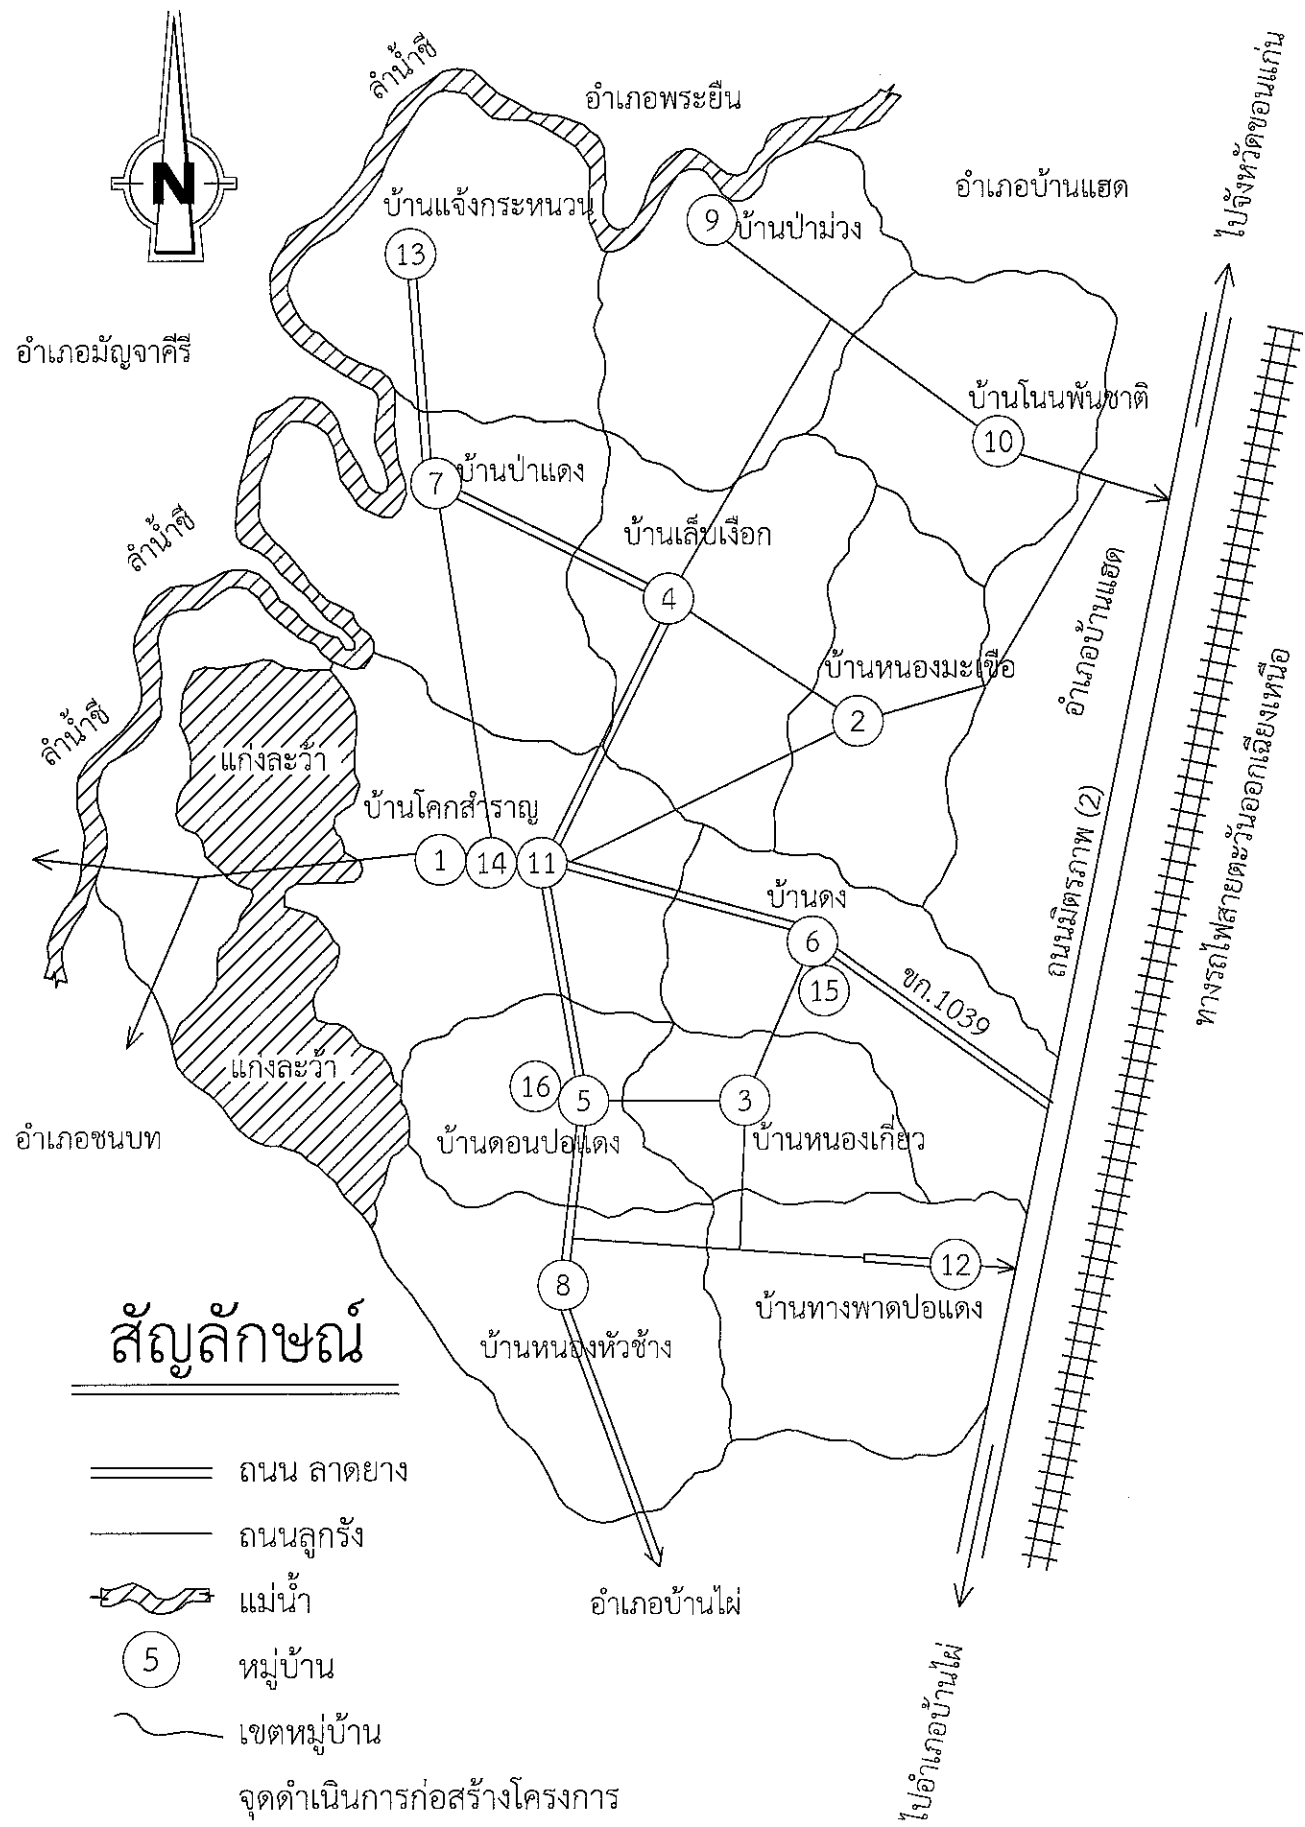 ลำน้ำชี
อำเภอพระยืน
ไปจังหวัดขอนแก่น
N
อำเภอบ้านแฮด
บ้านแจ้งกระหนวน
9
บ้านป่าม่วง
13
อำเภอมัญจาคีรี
บ้านโนนพันชาติ
10
7
บ้านป่าแดง
ลำน้ำชี
บ้านเล็บเงือก
4
อำเภอบ้านแฮด
บ้านหนองมะเขือ
2
ลำน้ำชี
แก่งละว้า
บ้านโคกสำราญ
1
14
11
ถนนมิตรภาพ (2)
ทางรถไฟสายตะวันออกเฉียงเหนือ
บ้านดง
6
15
ขก.1039
แก่งละว้า
16
5
3
อำเภอชนบท
บ้านดอนปอแดง
บ้านหนองเกี่ยว
12
8
บ้านทางพาดปอแดง
บ้านหนองหัวช้าง
สัญลักษณ์
ถนน ลาดยาง
ถนนลูกรัง
แม่น้ำ
อำเภอบ้านไผ่
5
หมู่บ้าน
เขตหมู่บ้าน
ไปอำเภอบ้านไผ่
จุดดำเนินการก่อสร้างโครงการ